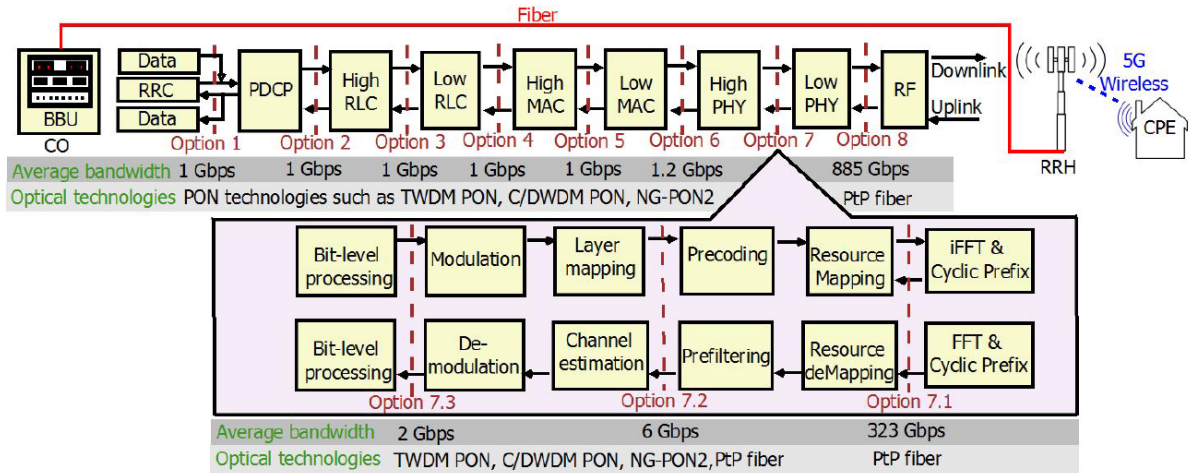 Fiber
BBU
CO
Data
RRC
Data
PDCP
High
RLC
Low
RLC
High
MAC
Low
MAC
High
PHY
Low
PHY
RF
Downlink
Uplink
5G
Wireless
CPE
RRH
Option 1 Option 2 Option 3 Option 4 Option 5 Option 6 Option 7 Option 8
Average bandwidth 1 Gbps 1 Gbps 1 Gbps 1 Gbps 1 Gbps 1.2 Gbps 885 Gbps
Optical technologies PON technologies such as TWDM PON, C/DWDM PON, NG-PON2 PtP fiber
Bit-level
processing
Modulation
Layer
mapping
Precoding
Resource
Mapping
iFFT &
Cyclic Prefix
Bit-level
processing
De-
modulation
Channel
estimation
Prefiltering
Resource
deMapping
FFT &
Cyclic Prefix
Option 7.3 Option 7.2 Option 7.1
Average bandwidth 2 Gbps 6 Gbps 323 Gbps
Optical technologies TWDM PON, C/DWDM PON, NG-PON2,PtP fiber PtP fiber